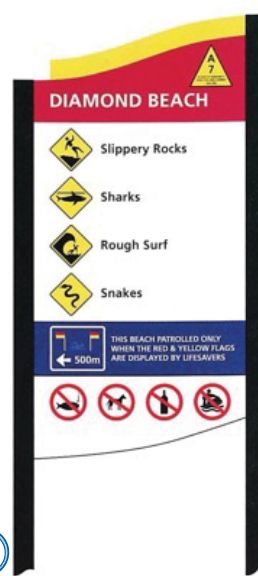 A
7
DIAMOND BEACH
Slippery Rocks
Sharks
Rough Surf
Snakes
500m
THIS BEACH PATROLLED ONLY
WHEN THE RED & YELLOW FLAGS
ARE DISPLAYED BY LIFESAVERS